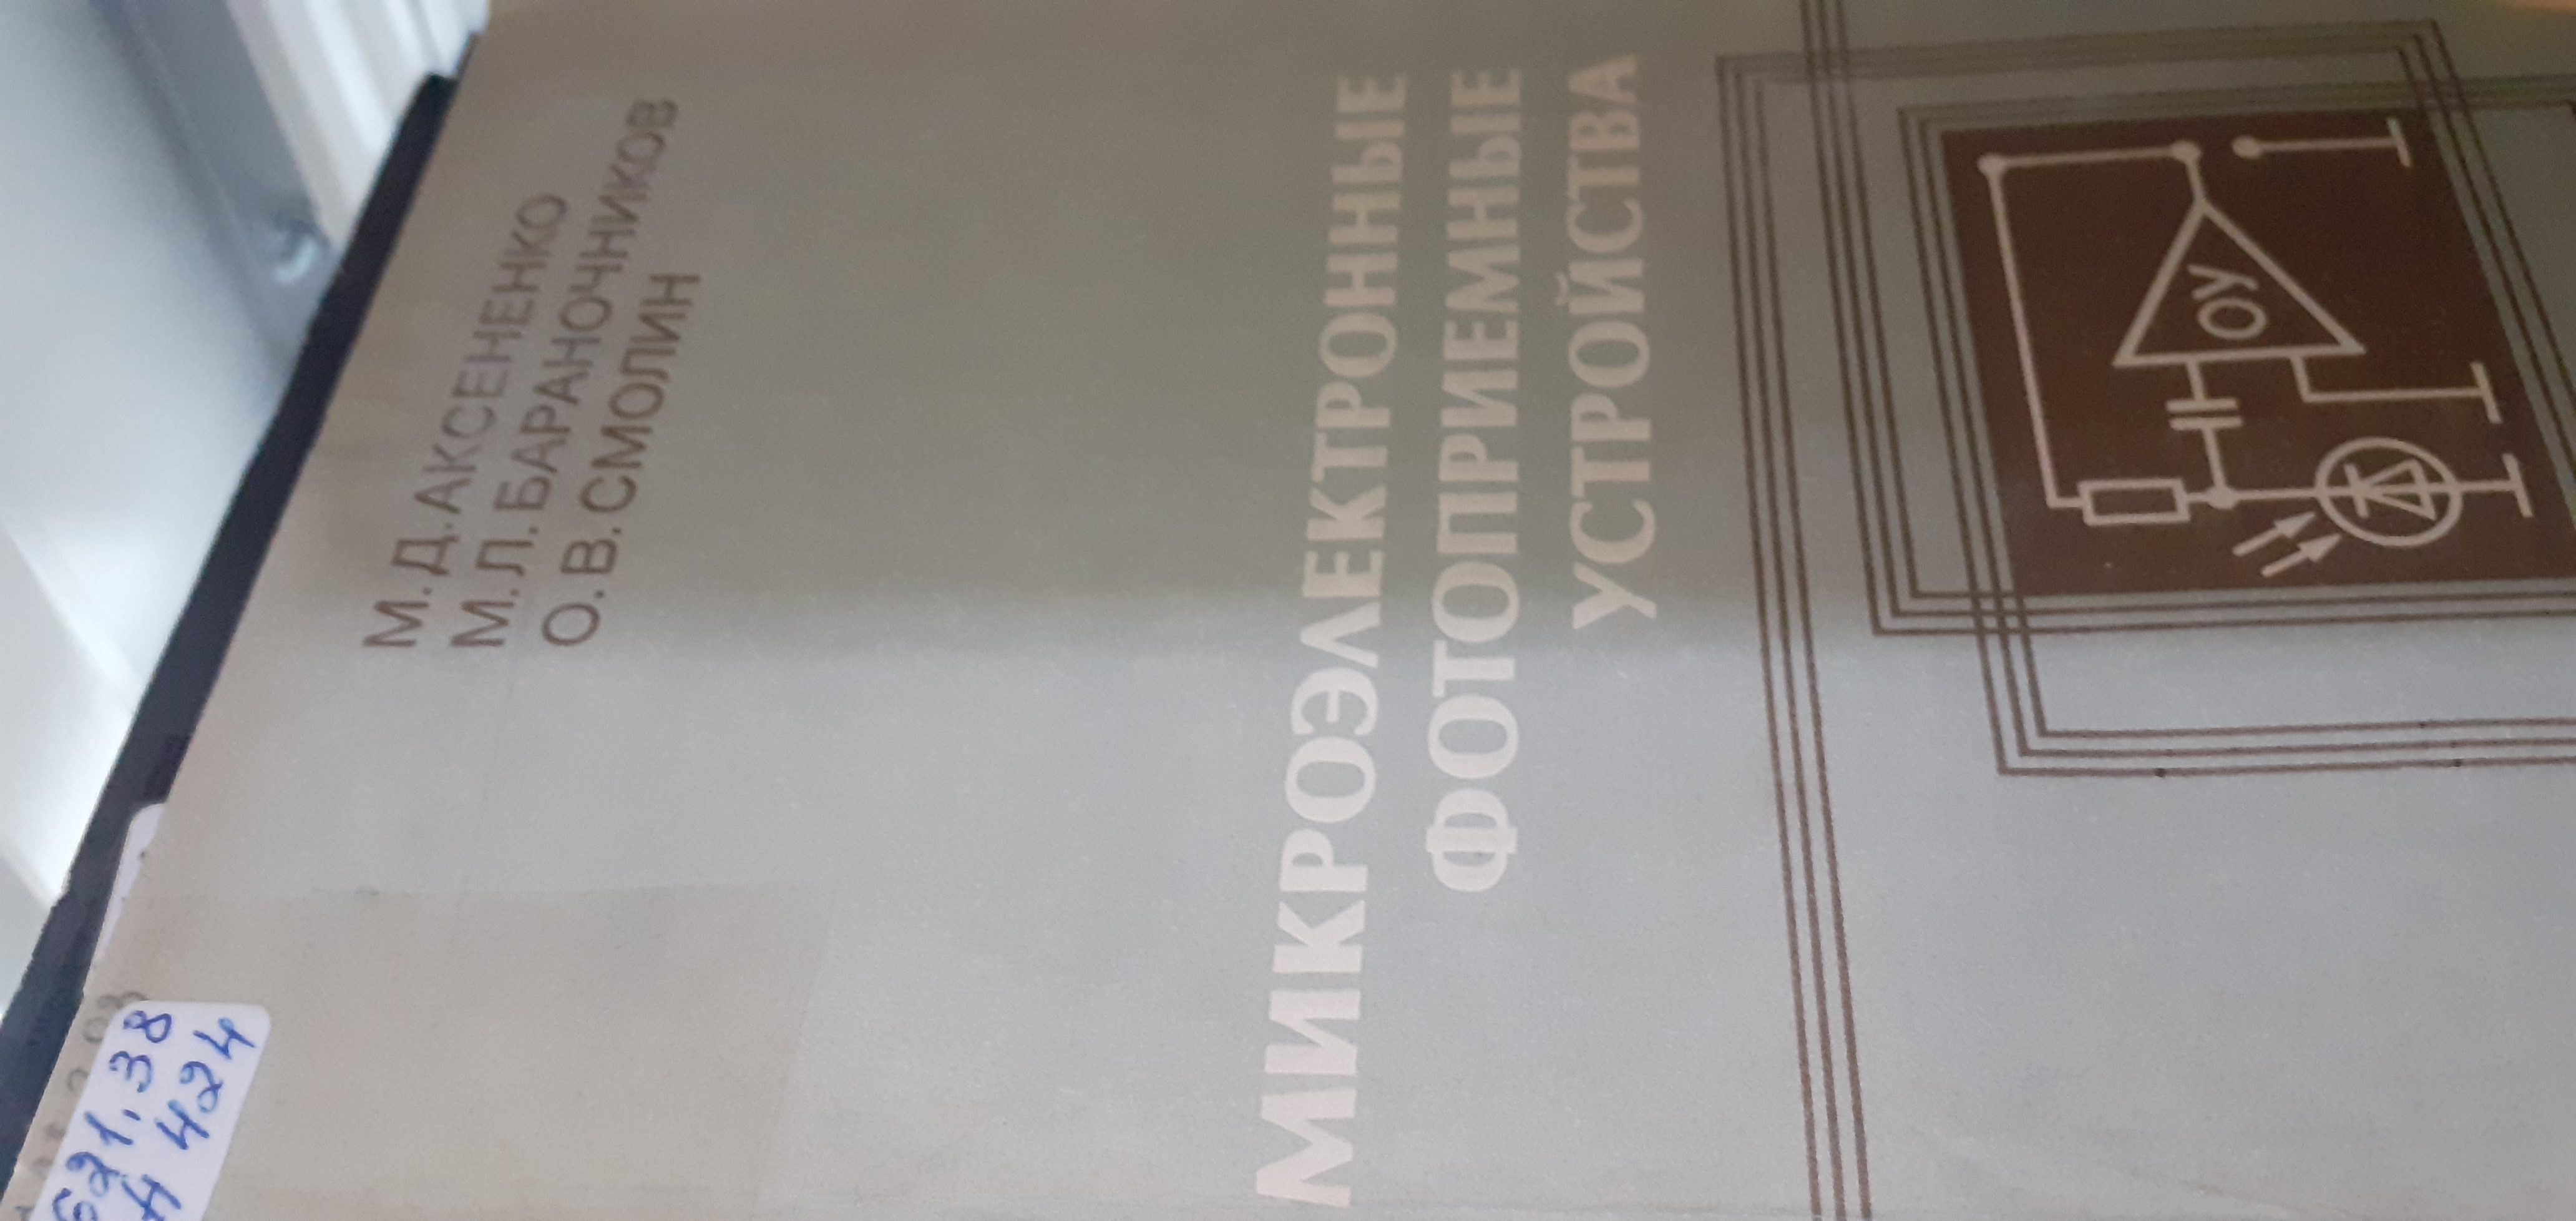 М.Д.АКСЕНЕНКО
М.Л.БАРАНОЧНИКОВ
О.В.СМОЛИН
МИКРОЭЛЕКТРОННЫЕ
ФОТОПРИЕМНЫЕ
УСТРОЙСТВА
ОУ
621.38
А 424